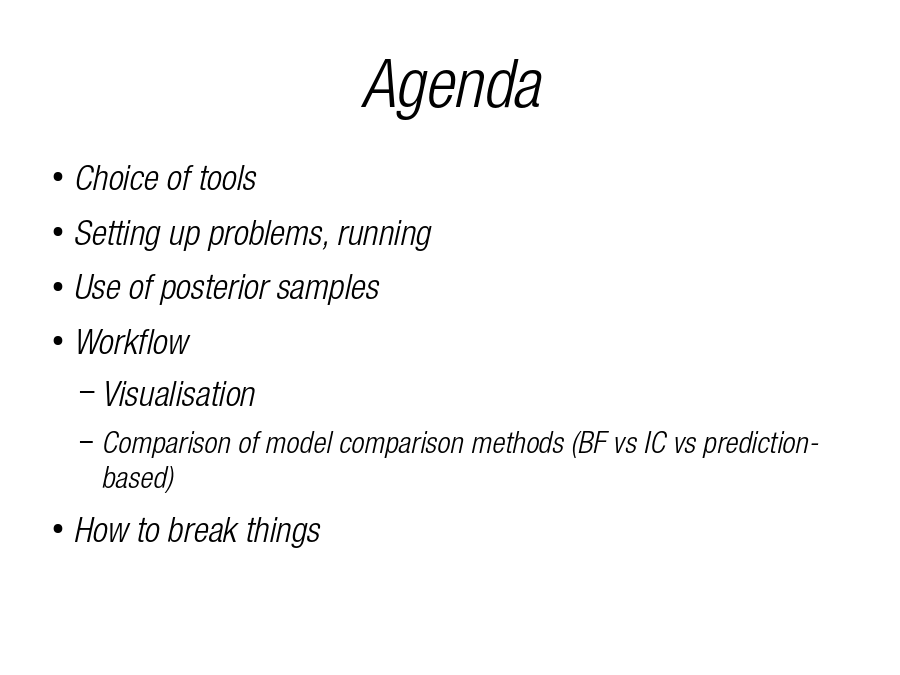 Agenda
• Choice of tools
• Setting up problems, running
• Use of posterior samples
• Workflow
– Visualisation
– Comparison of model comparison methods (BF vs IC vs prediction-
based)
• How to break things